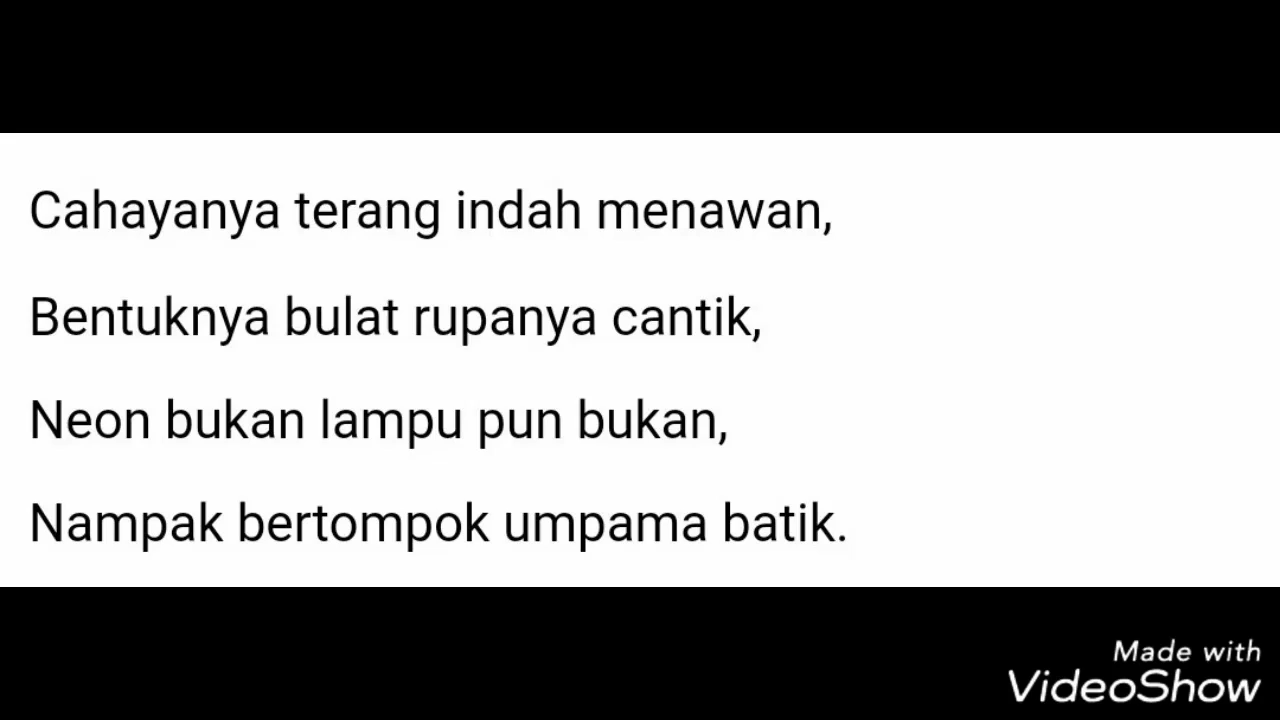 Cahayanya terang indah menawan,
Bentuknya bulat rupanya cantik,
Neon bukan lampu pun bukan,
Nampak bertompok umpama batik.
Made with
VideoShow